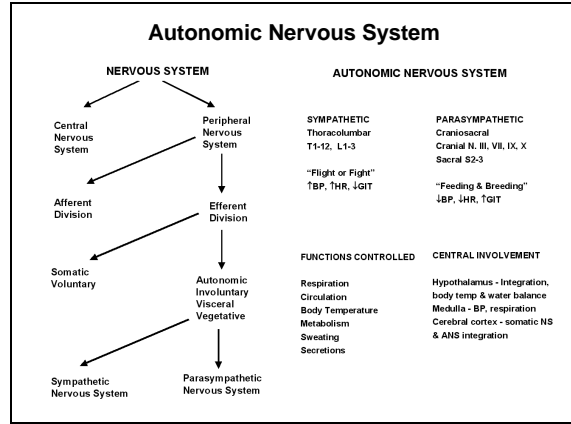 Autonomic Nervous System
NERVOUS SYSTEM
Central
Nervous
System
Peripheral
Nervous
System
Afferent
Division
Efferent
Division
Somatic
Voluntary
Autonomic
Involuntary
Visceral
Vegetative
Sympathetic
Nervous System
Parasympathetic
Nervous System
AUTONOMIC NERVOUS SYSTEM
SYMPATHETIC
Thoracolumbar
T1-12, L1-3
“Flight or Fight”
↑BP, ↑HR, ↓GIT
PARASYMPATHETIC
Craniosacral
Cranial N. III, VII, IX, X
Sacral S2-3
“Feeding & Breeding”
↓BP, ↓HR, ↑GIT
FUNCTIONS CONTROLLED
Respiration
Circulation
Body Temperature
Metabolism
Sweating
Secretions
CENTRAL INVOLVEMENT
Hypothalamus - Integration,
body temp & water balance
Medulla - BP, respiration
Cerebral cortex - somatic NS
& ANS integration